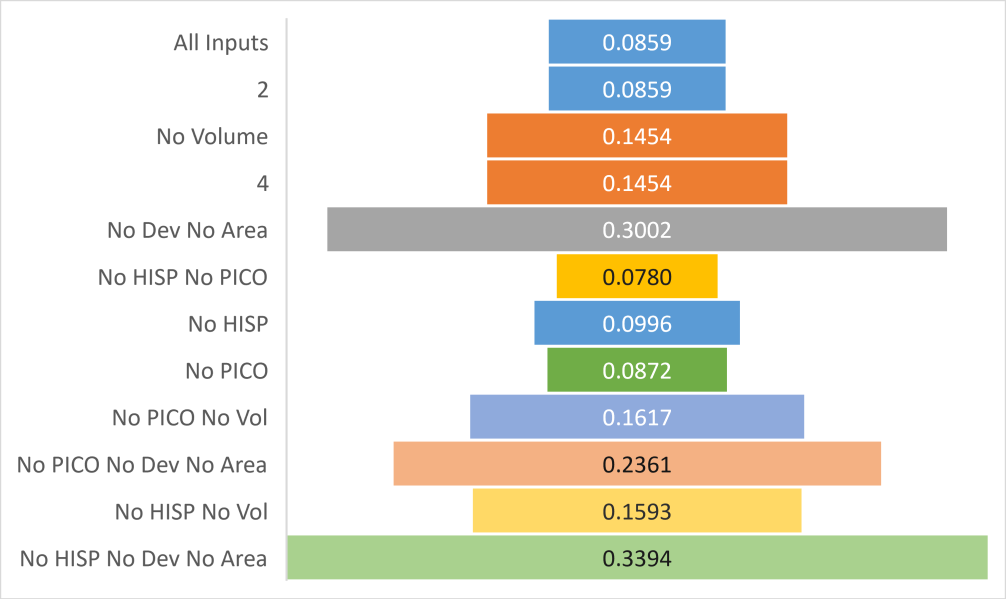 All Inputs 0.0859
2 0.0859
No Volume 0.1454
4 0.1454
No Dev No Area 0.3002
No HISP No PICO 0.0780
No HISP 0.0996
No PICO 0.0872
No PICO No Vol 0.1617
No PICO No Dev No Area 0.2361
No HISP No Vol 0.1593
No HISP No Dev No Area 0.3394